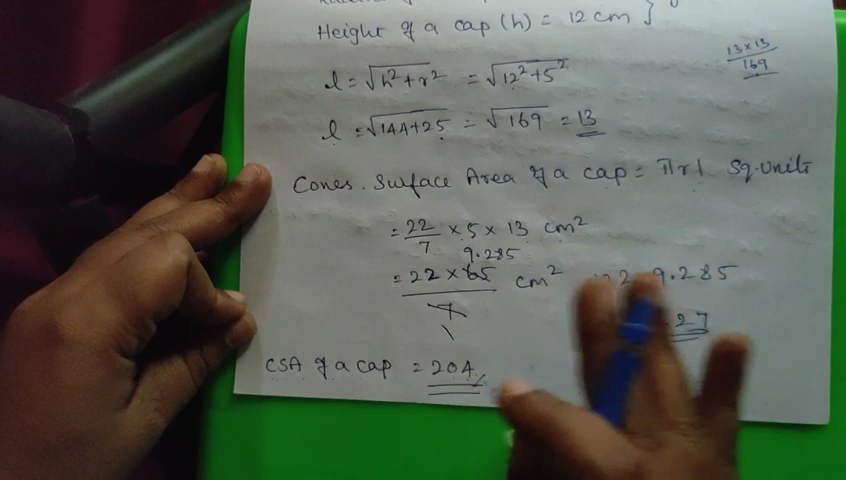 Height of a cap (h) = 12 cm }
13×13
169
l = √h²+r² = √12²+5²
l = √144+25 = √169 = 13
Cones. Surface Area of a cap = πrl Sq.units
= 22/7 × 5 × 13 cm²
9.285
= 22 × 65 cm² 9.285
7
1
27
CSA of a cap = 204